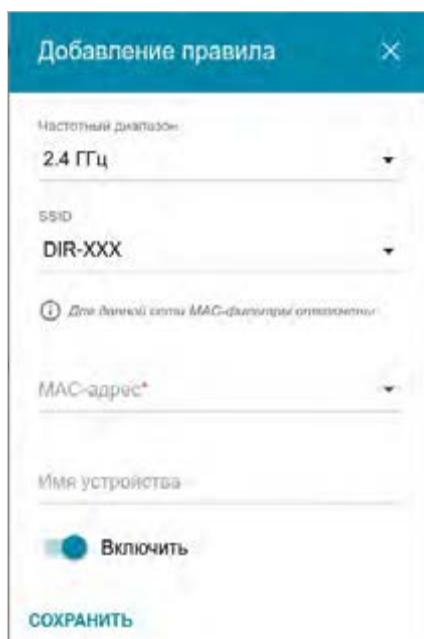 Добавление правила
Частотный диапазон
2.4 ГГц
SSID
DIR-XXX
Для данной сети MAC-фильтры отключены
MAC-адрес*
Имя устройства
Включить
СОХРАНИТЬ